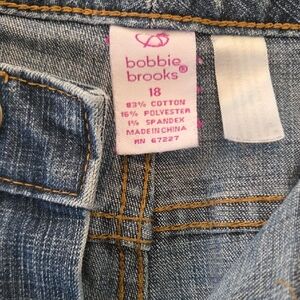 bobbie
brooks®
18
83% COTTON
16% POLYESTER
1% SPANDEX
MADE IN CHINA
RN 67227